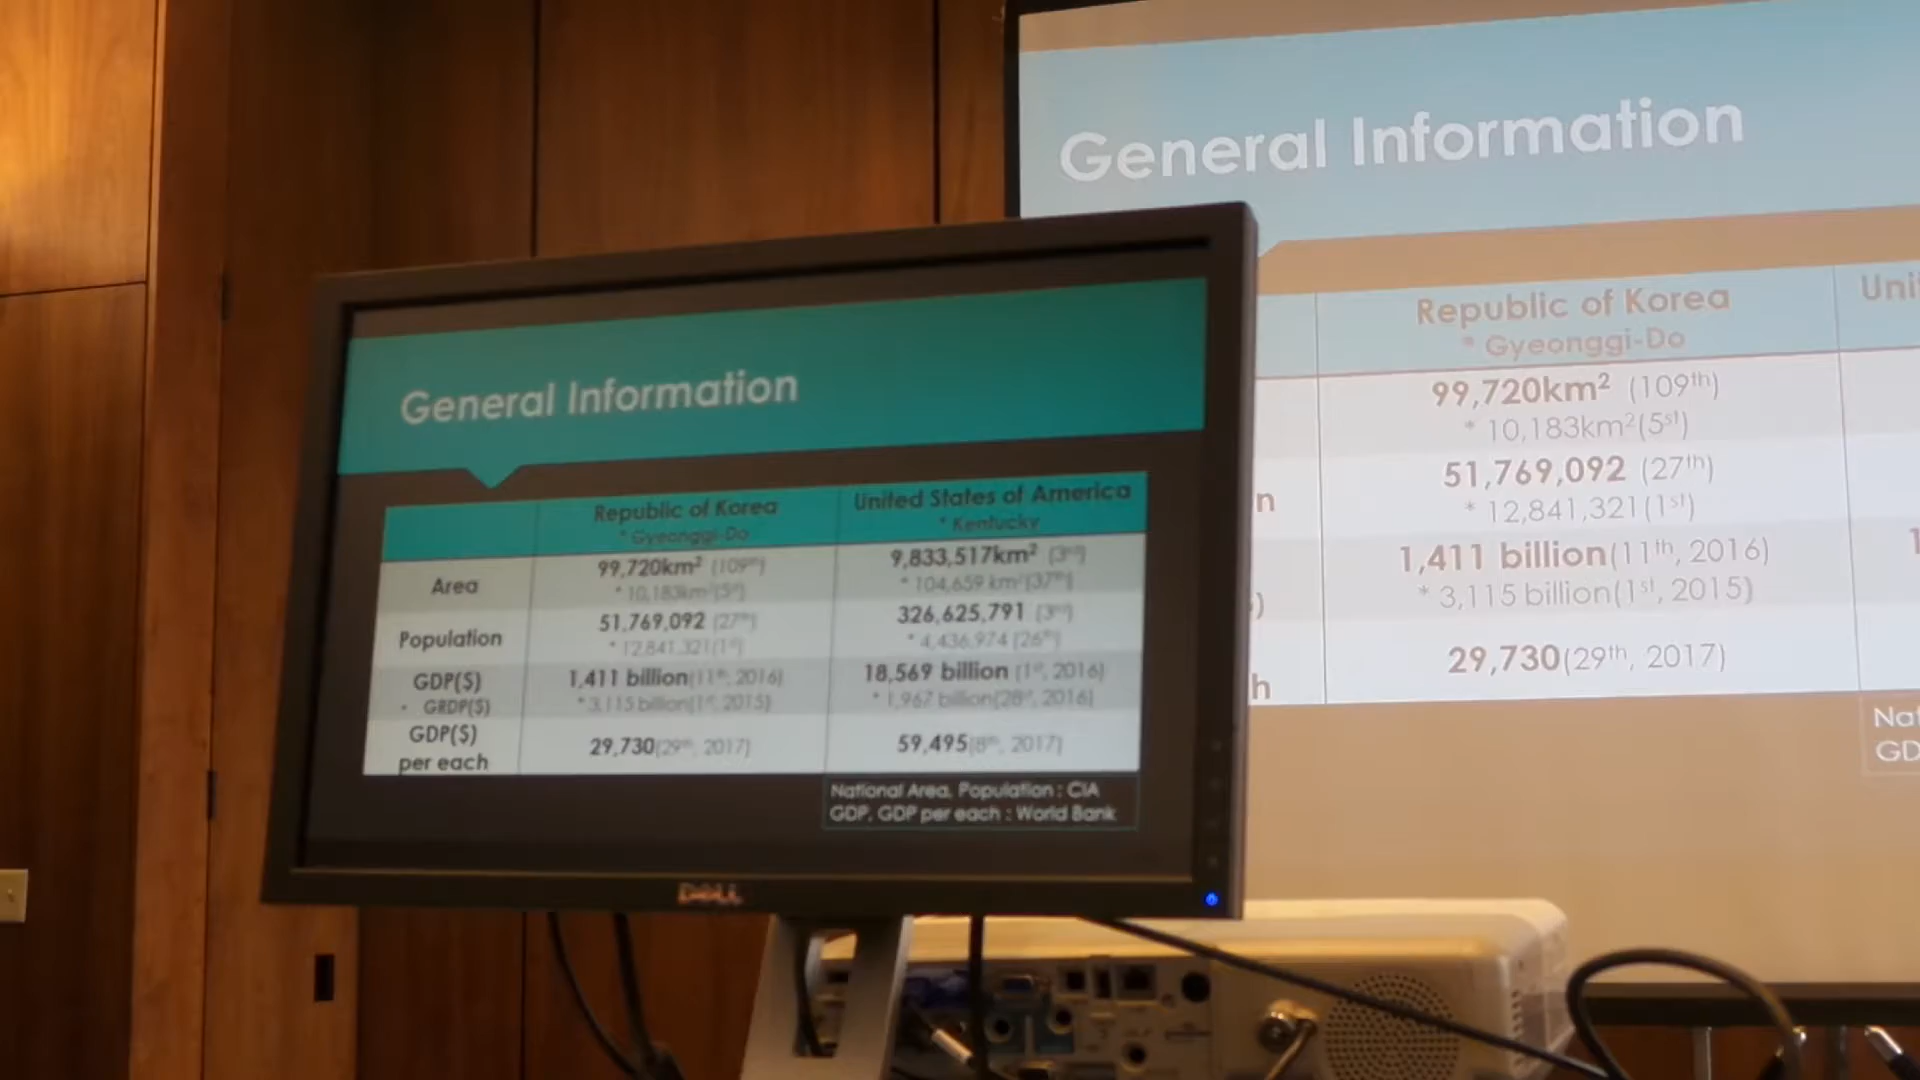 General Information
Republic of Korea
* Gyeonggi-Do
United States of America
* Kentucky
Area
99,720km² (109th)
* 10,183km²(5th)
9,833,517km² (3rd)
* 104,659 km²(37th)
Population
51,769,092 (27th)
* 12,841,321(1st)
326,625,791 (3rd)
* 4,436,974 (26th)
GDP($)
• GRDP($)
1,411 billion(11th, 2016)
* 3,115 billion(1st, 2015)
18,569 billion (1st, 2016)
* 1,967 billion(28th, 2016)
GDP($)
per each
29,730(29th, 2017)
59,495(8th, 2017)
National Area, Population : CIA
GDP, GDP per each : World Bank
DELL
General Information
Republic of Korea
* Gyeonggi-Do
Uni
99,720km² (109th)
* 10,183km²(5st)
n
51,769,092 (27th)
* 12,841,321(1st)
)
1,411 billion(11th, 2016)
* 3,115 billion(1st, 2015)
1
h
29,730(29th, 2017)
Nat
GD